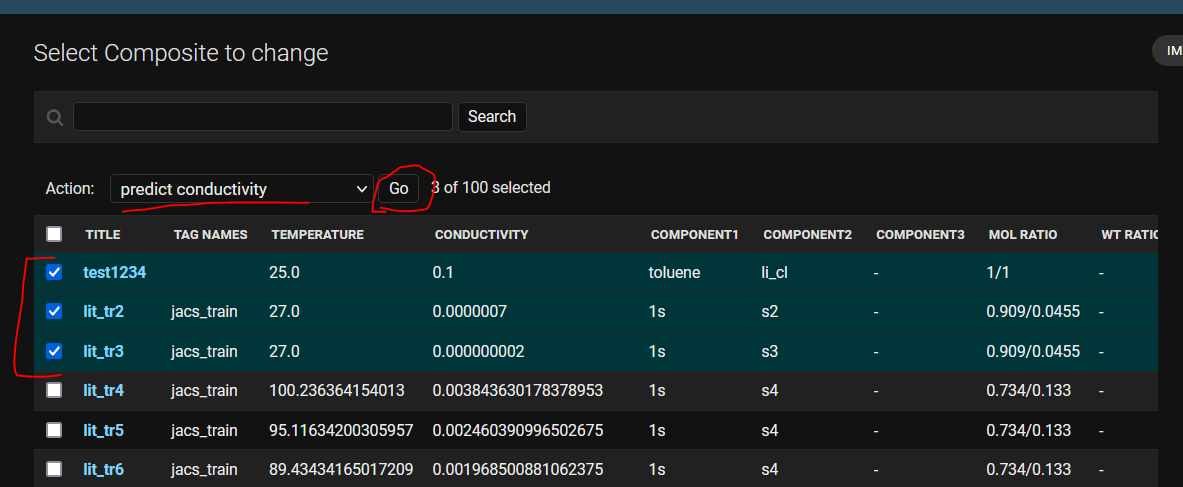 Select Composite to change
IM
Search
Action: predict conductivity Go 3 of 100 selected
TITLE TAG NAMES TEMPERATURE CONDUCTIVITY COMPONENT1 COMPONENT2 COMPONENT3 MOL RATIO WT RATIO
test1234 25.0 0.1 toluene li_cl - 1/1 -
lit_tr2 jacs_train 27.0 0.0000007 1s s2 - 0.909/0.0455 -
lit_tr3 jacs_train 27.0 0.000000002 1s s3 - 0.909/0.0455 -
lit_tr4 jacs_train 100.236364154013 0.003843630178378953 1s s4 - 0.734/0.133 -
lit_tr5 jacs_train 95.11634200305957 0.002460390996502675 1s s4 - 0.734/0.133 -
lit_tr6 jacs_train 89.43434165017209 0.001968500881062375 1s s4 - 0.734/0.133 -